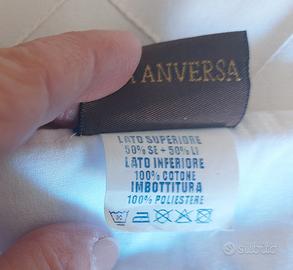 ANVERSA
LATO SUPERIORE
50% SE + 50% LI
LATO INFERIORE
100% COTONE
IMBOTTITURA
100% POLIESTERE
subito